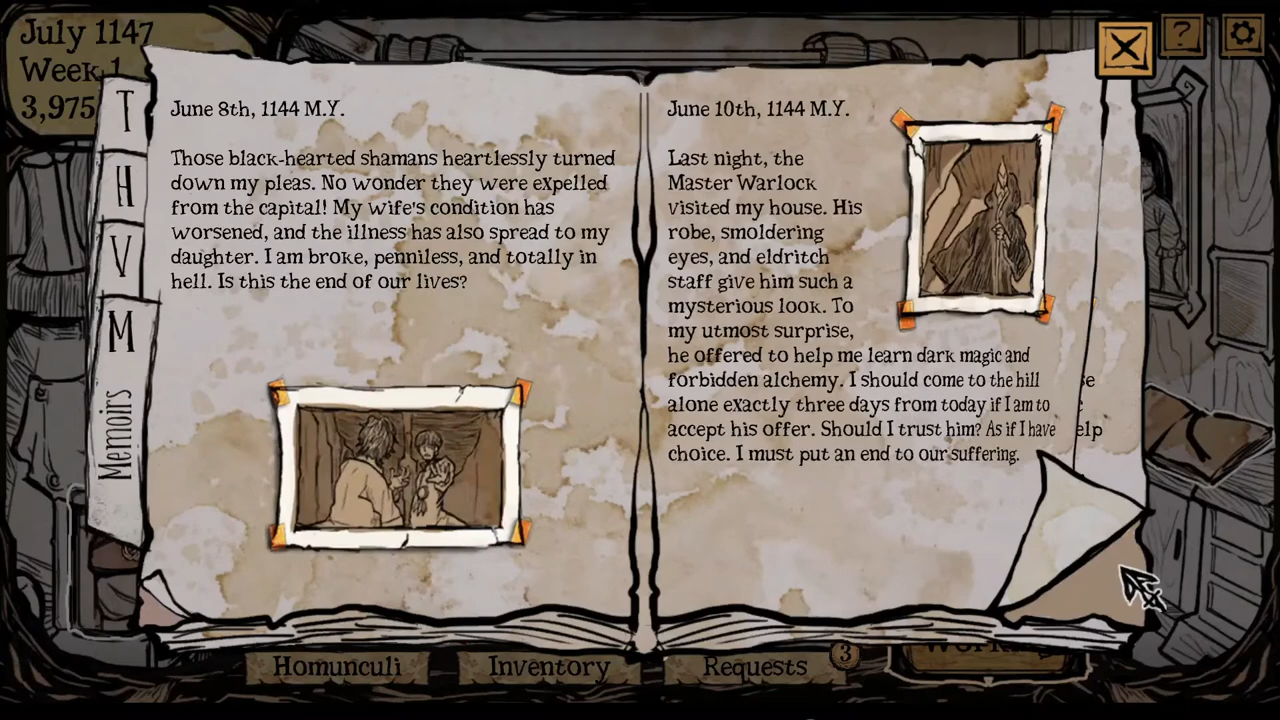 July 1147
Week 1
3,975
T
H
V
M
Memoirs
June 8th, 1144 M.Y.
Those black-hearted shamans heartlessly turned
down my pleas. No wonder they were expelled
from the capital! My wife's condition has
worsened, and the illness has also spread to my
daughter. I am broke, penniless, and totally in
hell. Is this the end of our lives?
June 10th, 1144 M.Y.
Last night, the
Master Warlock
visited my house. His
robe, smoldering
eyes, and eldritch
staff give him such a
mysterious look. To
my utmost surprise,
he offered to help me learn dark magic and
forbidden alchemy. I should come to the hill
alone exactly three days from today if I am to
accept his offer. Should I trust him? As if I have
choice. I must put an end to our suffering.
?
Homunculi
Inventory
Requests
3